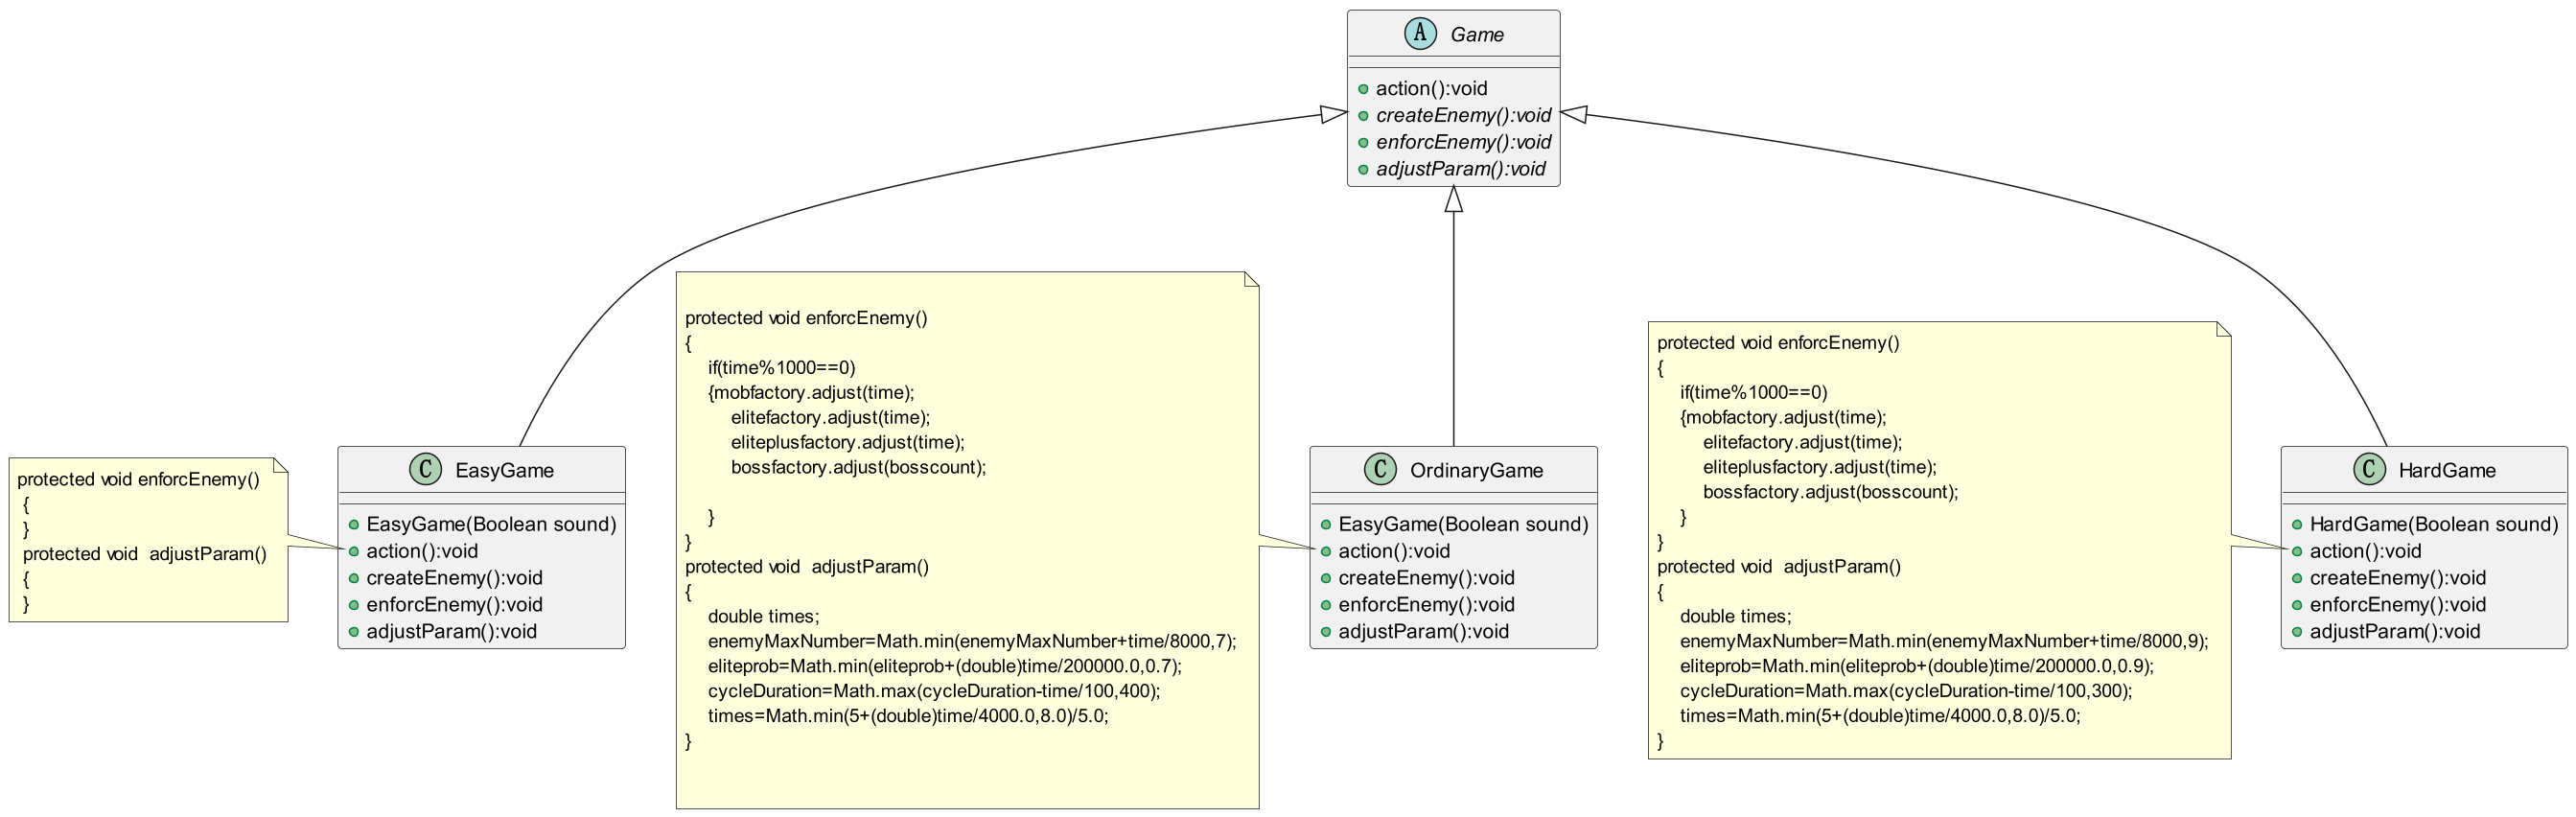 A Game
action():void
createEnemy():void
enforcEnemy():void
adjustParam():void
protected void enforcEnemy()
{
}
protected void  adjustParam()
{
}
C EasyGame
EasyGame(Boolean sound)
action():void
createEnemy():void
enforcEnemy():void
adjustParam():void
protected void enforcEnemy()
{
if(time%1000==0)
{mobfactory.adjust(time);
elitefactory.adjust(time);
eliteplusfactory.adjust(time);
bossfactory.adjust(bosscount);
}
}
protected void  adjustParam()
{
double times;
enemyMaxNumber=Math.min(enemyMaxNumber+time/8000,7);
eliteprob=Math.min(eliteprob+(double)time/200000.0,0.7);
cycleDuration=Math.max(cycleDuration-time/100,400);
times=Math.min(5+(double)time/4000.0,8.0)/5.0;
}
C OrdinaryGame
EasyGame(Boolean sound)
action():void
createEnemy():void
enforcEnemy():void
adjustParam():void
protected void enforcEnemy()
{
if(time%1000==0)
{mobfactory.adjust(time);
elitefactory.adjust(time);
eliteplusfactory.adjust(time);
bossfactory.adjust(bosscount);
}
}
protected void  adjustParam()
{
double times;
enemyMaxNumber=Math.min(enemyMaxNumber+time/8000,9);
eliteprob=Math.min(eliteprob+(double)time/200000.0,0.9);
cycleDuration=Math.max(cycleDuration-time/100,300);
times=Math.min(5+(double)time/4000.0,8.0)/5.0;
}
C HardGame
HardGame(Boolean sound)
action():void
createEnemy():void
enforcEnemy():void
adjustParam():void